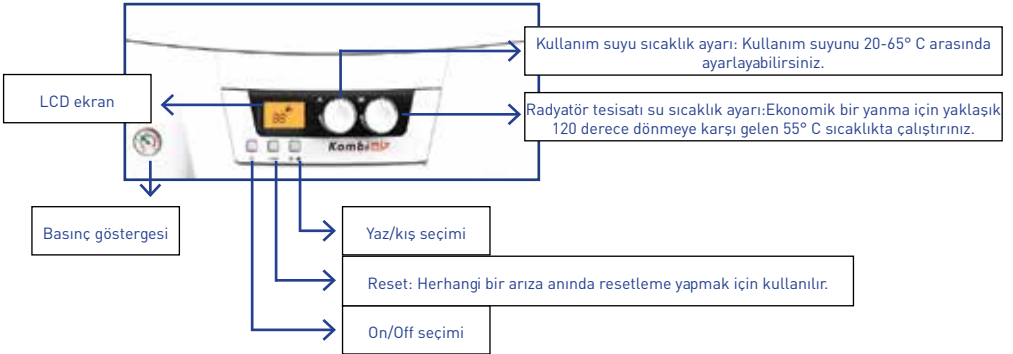 Kullanım suyu sıcaklık ayarı: Kullanım suyunu 20-65° C arasında
ayarlayabilirsiniz.
LCD ekran
Radyatör tesisatı su sıcaklık ayarı:Ekonomik bir yanma için yaklaşık
120 derece dönmeye karşı gelen 55° C sıcaklıkta çalıştırınız.
Kombi
Basınç göstergesi
Yaz/kış seçimi
Reset: Herhangi bir arıza anında resetleme yapmak için kullanılır.
On/Off seçimi